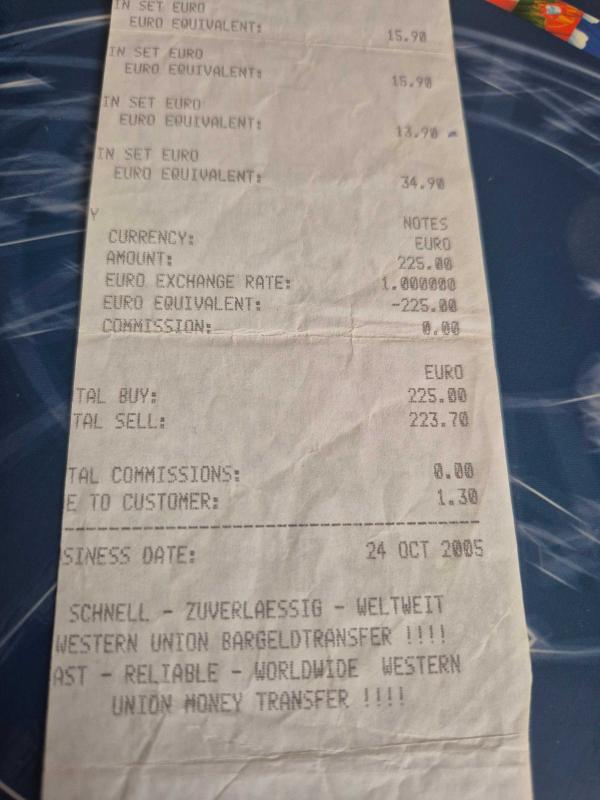 IN SET EURO
EURO EQUIVALENT: 15.90
IN SET EURO
EURO EQUIVALENT: 15.90
IN SET EURO
EURO EQUIVALENT: 13.90
IN SET EURO
EURO EQUIVALENT: 34.90
Y NOTES
CURRENCY: EURO
AMOUNT: 225.00
EURO EXCHANGE RATE: 1.000000
EURO EQUIVALENT: -225.00
COMMISSION: 0.00
EURO
TAL BUY: 225.00
TAL SELL: 223.70
TAL COMMISSIONS: 0.00
E TO CUSTOMER: 1.30
SINESS DATE: 24 OCT 2005
SCHNELL - ZUVERLAESSIG - WELTWEIT
WESTERN UNION BARGELDTRANSFER !!!!
AST - RELIABLE - WORLDWIDE WESTERN
UNION MONEY TRANSFER !!!!